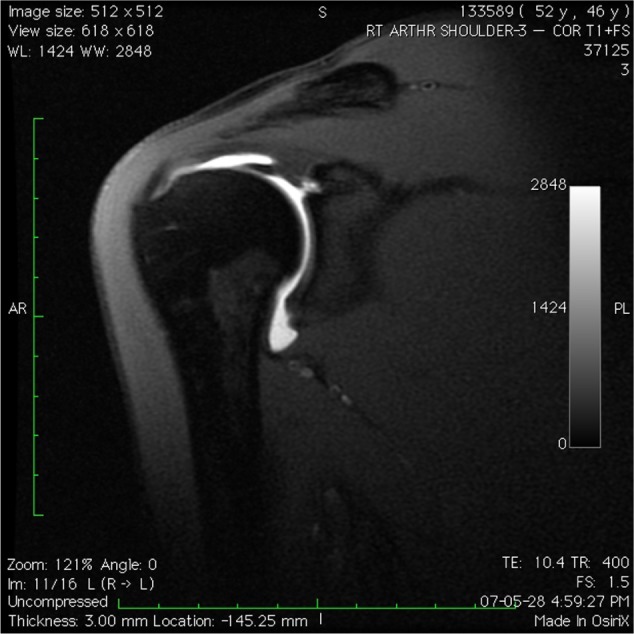 Image size: 512 x 512
View size: 618 x 618
WL: 1424 WW: 2848
S
133589 ( 52 y , 46 y )
RT ARTHR SHOULDER-3 — COR T1+FS
37125
3
2848
1424
0
AR
PL
Zoom: 121% Angle: 0
Im: 11/16 L (R -> L)
Uncompressed
Thickness: 3.00 mm Location: -145.25 mm
I
TE: 10.4 TR: 400
FS: 1.5
07-05-28 4:59:27 PM
Made In OsiriX